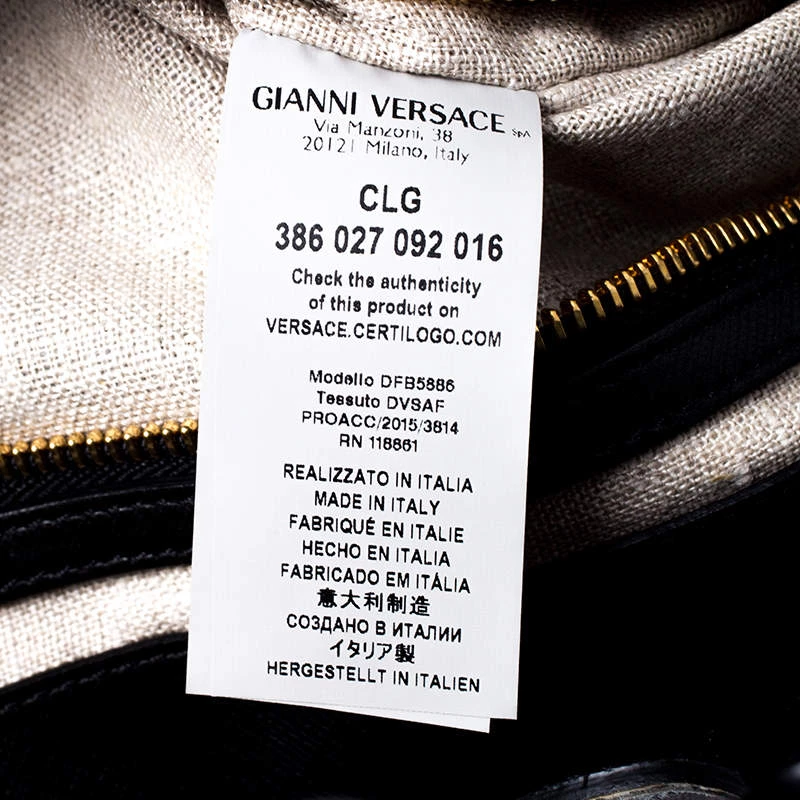 GIANNI VERSACE SpA
Via Manzoni, 38
20121 Milano, Italy
CLG
386 027 092 016
Check the authenticity
of this product on
VERSACE.CERTILOGO.COM
Modello DFB5886
Tessuto DVSAF
PROACC/2015/3814
RN 118861
REALIZZATO IN ITALIA
MADE IN ITALY
FABRIQUÉ EN ITALIE
HECHO EN ITALIA
FABRICADO EM ITÁLIA
意大利制造
СОЗДАНО В ИТАЛИИ
イタリア製
HERGESTELLT IN ITALIEN